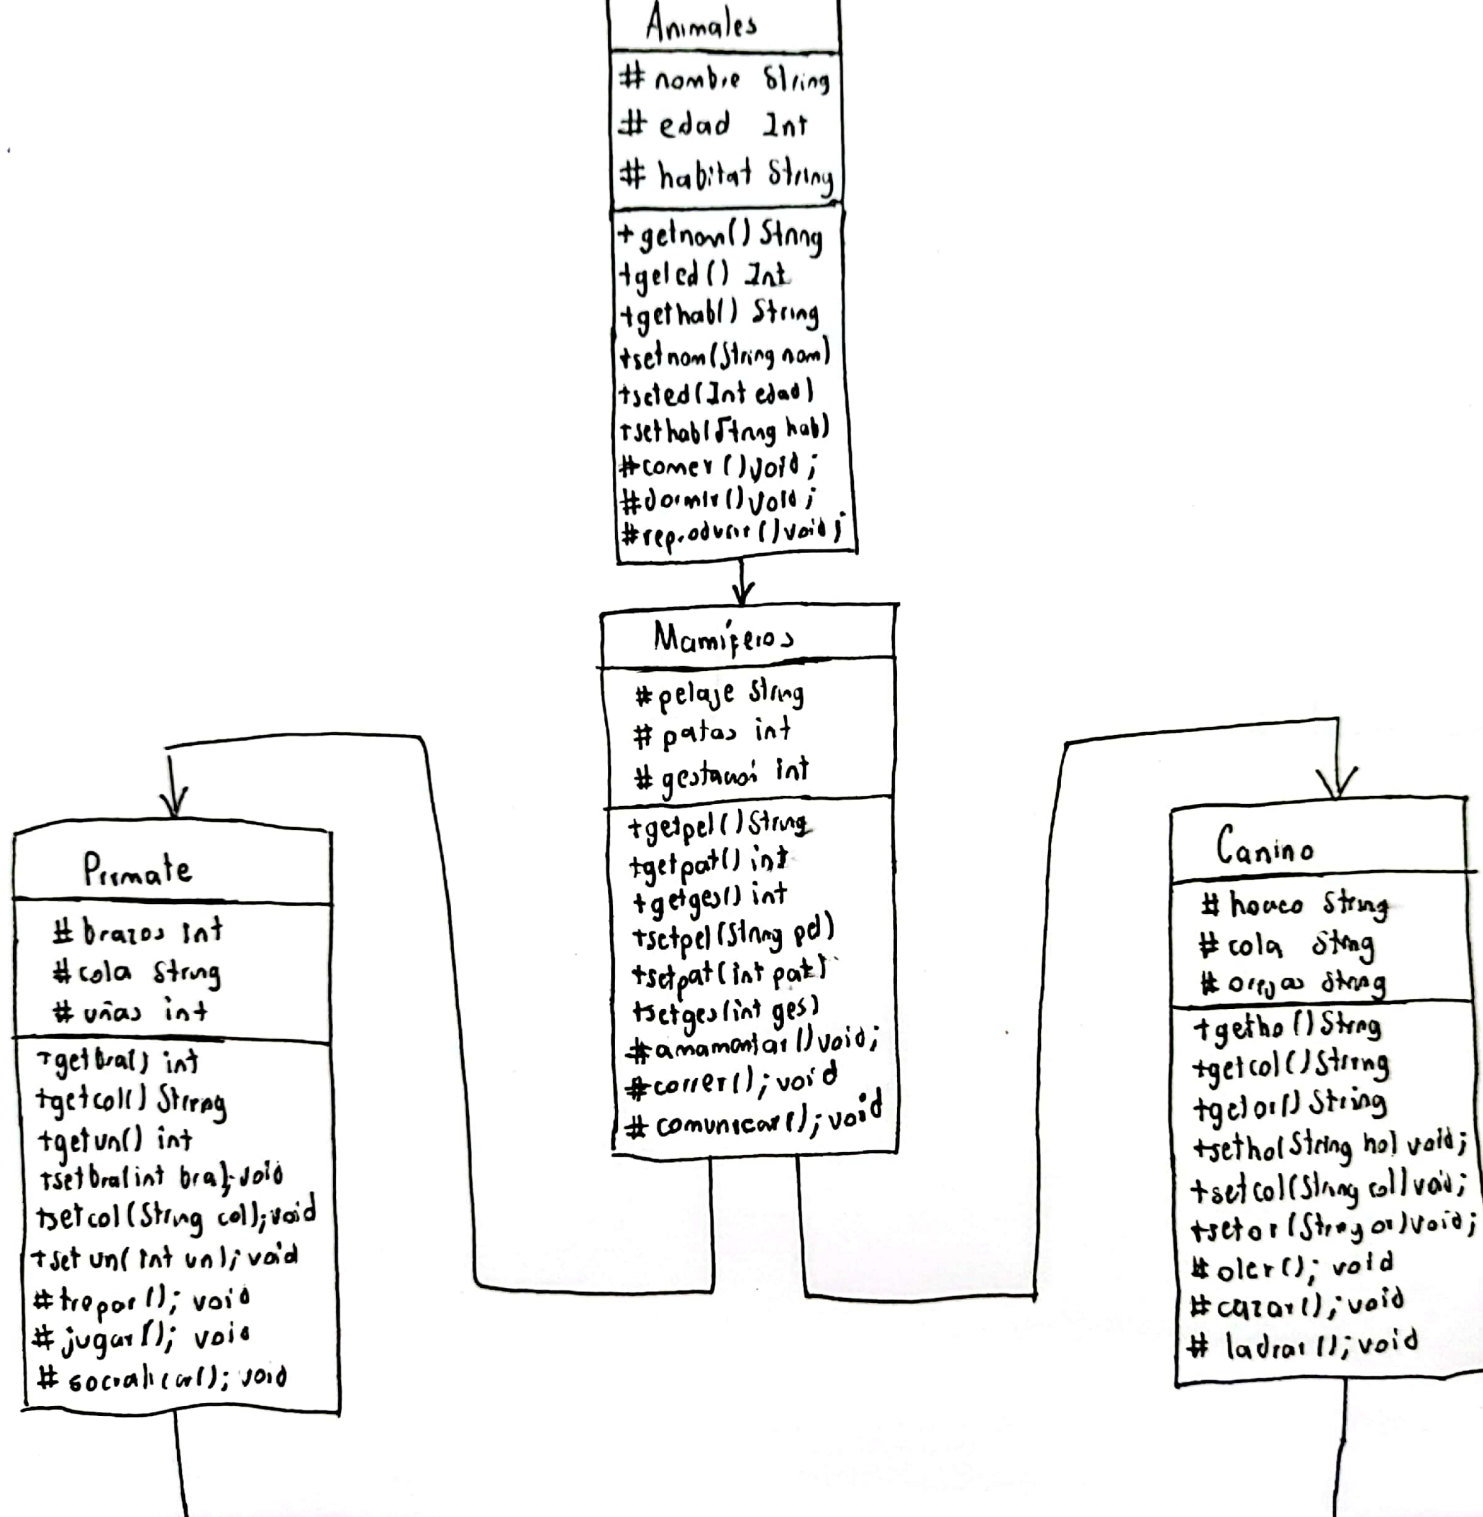 Animales
# nombre String
# edad Int
# habitat String
+ getnom() String
+geted() Int
+gethab() String
+setnom(String nom)
+seted(Int edad)
+sethab(String hab)
#comer()void;
#dormir()void;
#reproducir()void;
Mamíferos
# pelaje String
# patas int
# gestacoi int
+getpel()String
+getpat() int
+getges() int
+setpel(String pel)
+setpat(int pat)
+setges(int ges)
#amamantar()void;
#correr();void
# comunicar();void
Primate
# brazos int
# cola String
# uñas int
+getbra() int
+getcol() String
+getun() int
+setbra(int bra);void
+setcol(String col);void
+set un(int un); void
#trepar(); void
#jugar(); void
# socializar(); void
Canino
# hocico String
# cola String
# orejas String
+getho()String
+getcol()String
+getor() String
+setho(String ho) void;
+setcol(String col) void;
+setor(String or)void;
# oler(); void
#cazar();void
# ladrar();void